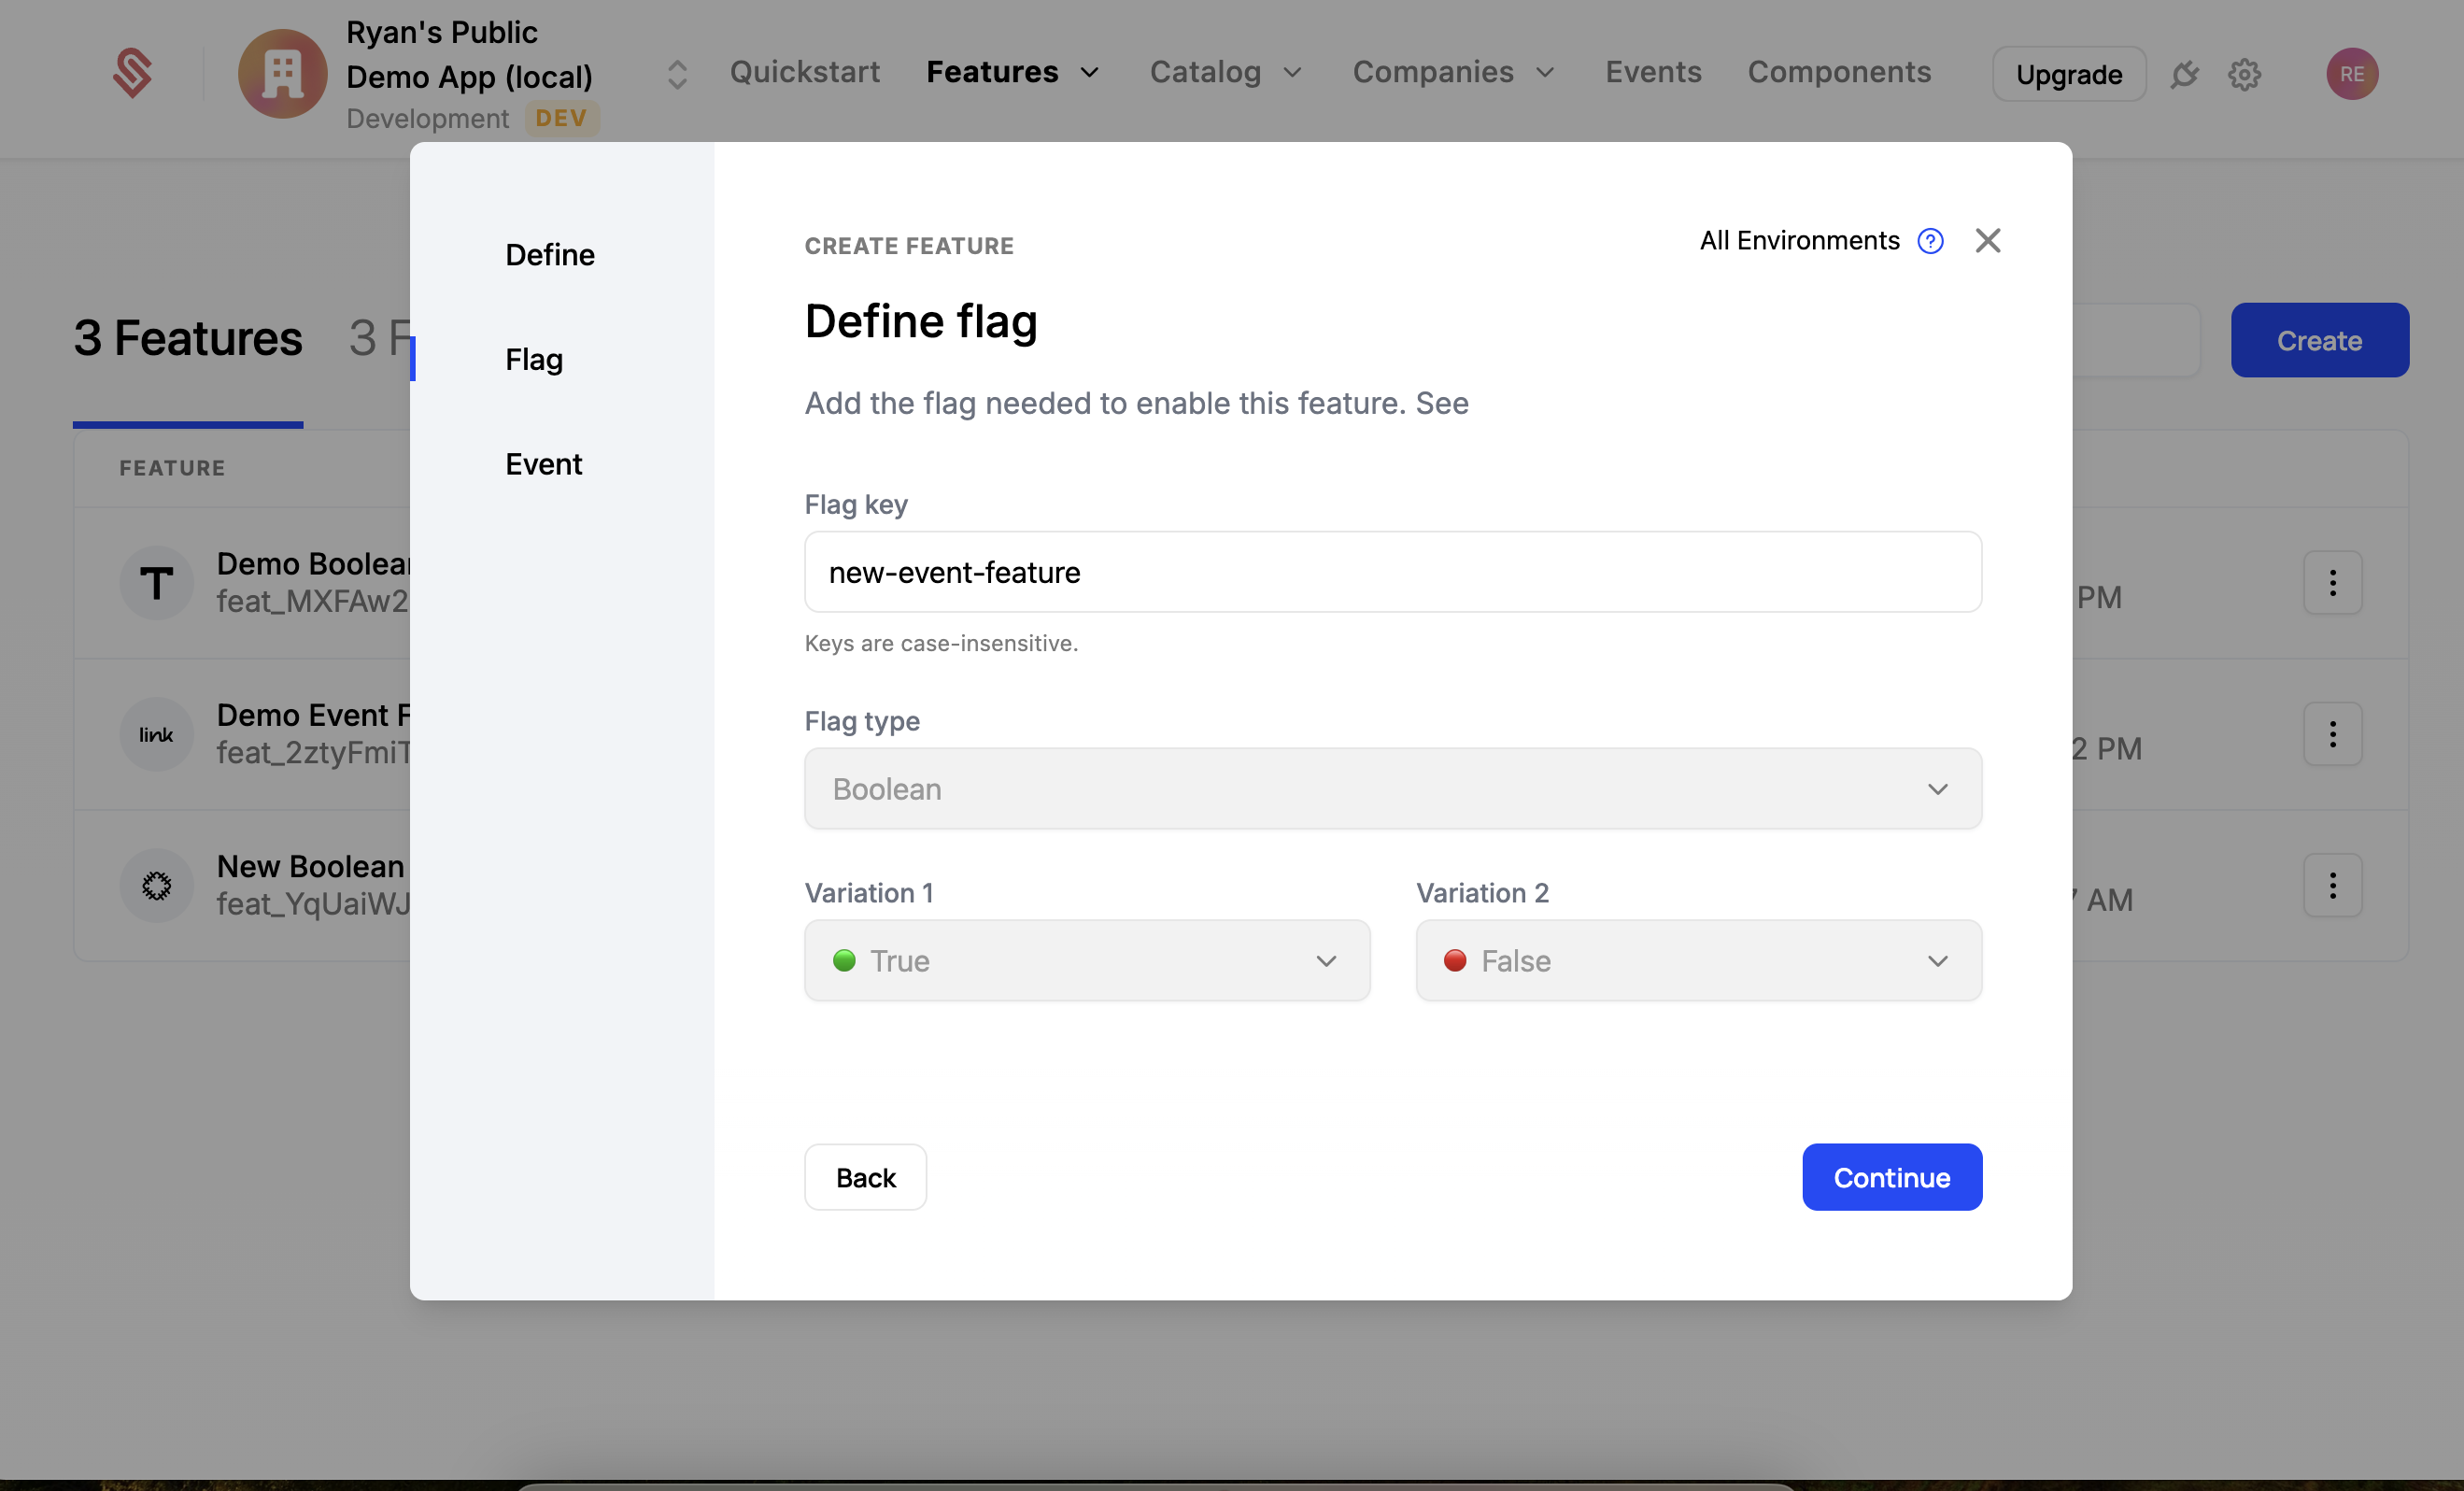 Ryan's Public
Demo App (local)
Development DEV
Quickstart Features Catalog Companies Events Components
Upgrade
RE
3 Features 3 F
Create
FEATURE
T
Demo Boolean
feat_MXFAw2
PM
link
Demo Event F
feat_2ztyFmiT
2 PM
New Boolean
feat_YqUaiWJ
AM
Define
Flag
Event
CREATE FEATURE
All Environments ?
Define flag
Add the flag needed to enable this feature. See
Flag key
new-event-feature
Keys are case-insensitive.
Flag type
Boolean
Variation 1 Variation 2
True False
Back Continue